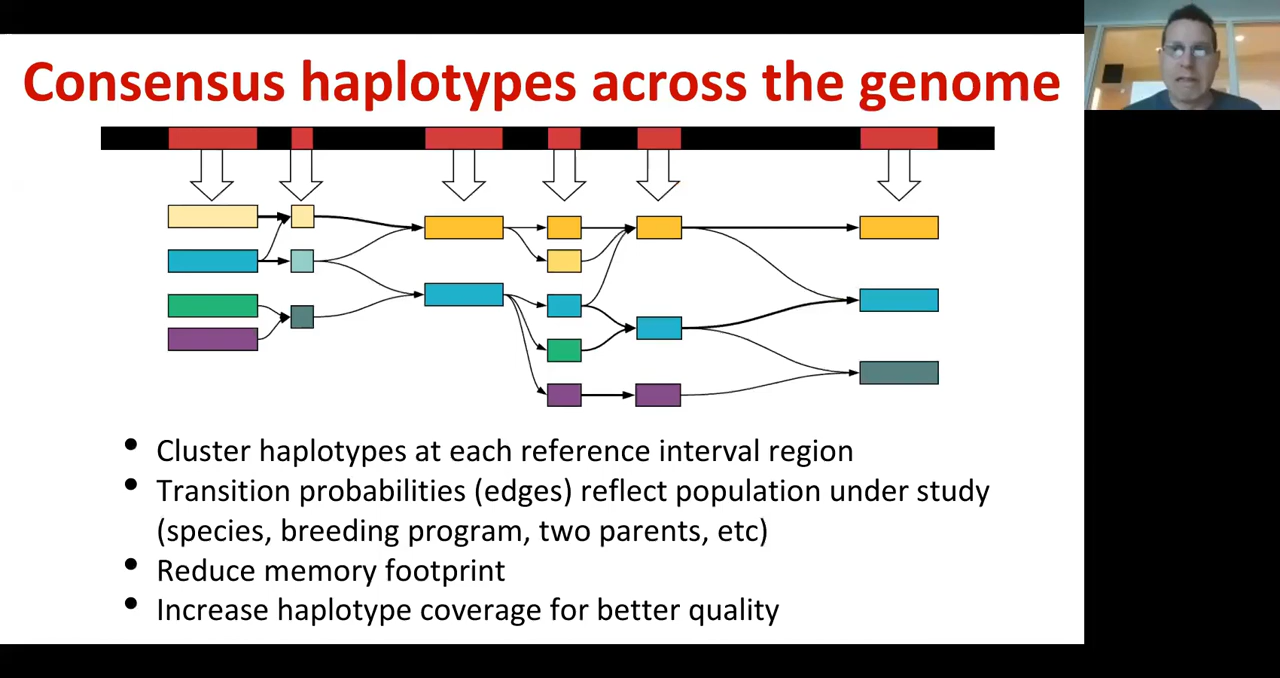 Consensus haplotypes across the genome
• Cluster haplotypes at each reference interval region
• Transition probabilities (edges) reflect population under study
(species, breeding program, two parents, etc)
• Reduce memory footprint
• Increase haplotype coverage for better quality